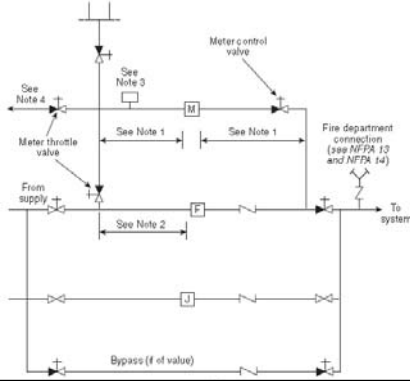 Meter control
valve
See
Note 3
See
Note 4
M
See Note 1
See Note 1
Meter throttle
valve
Fire department
connection
(see NFPA 13
and NFPA 14)
From
supply
F
To
system
See Note 2
J
Bypass (if of value)